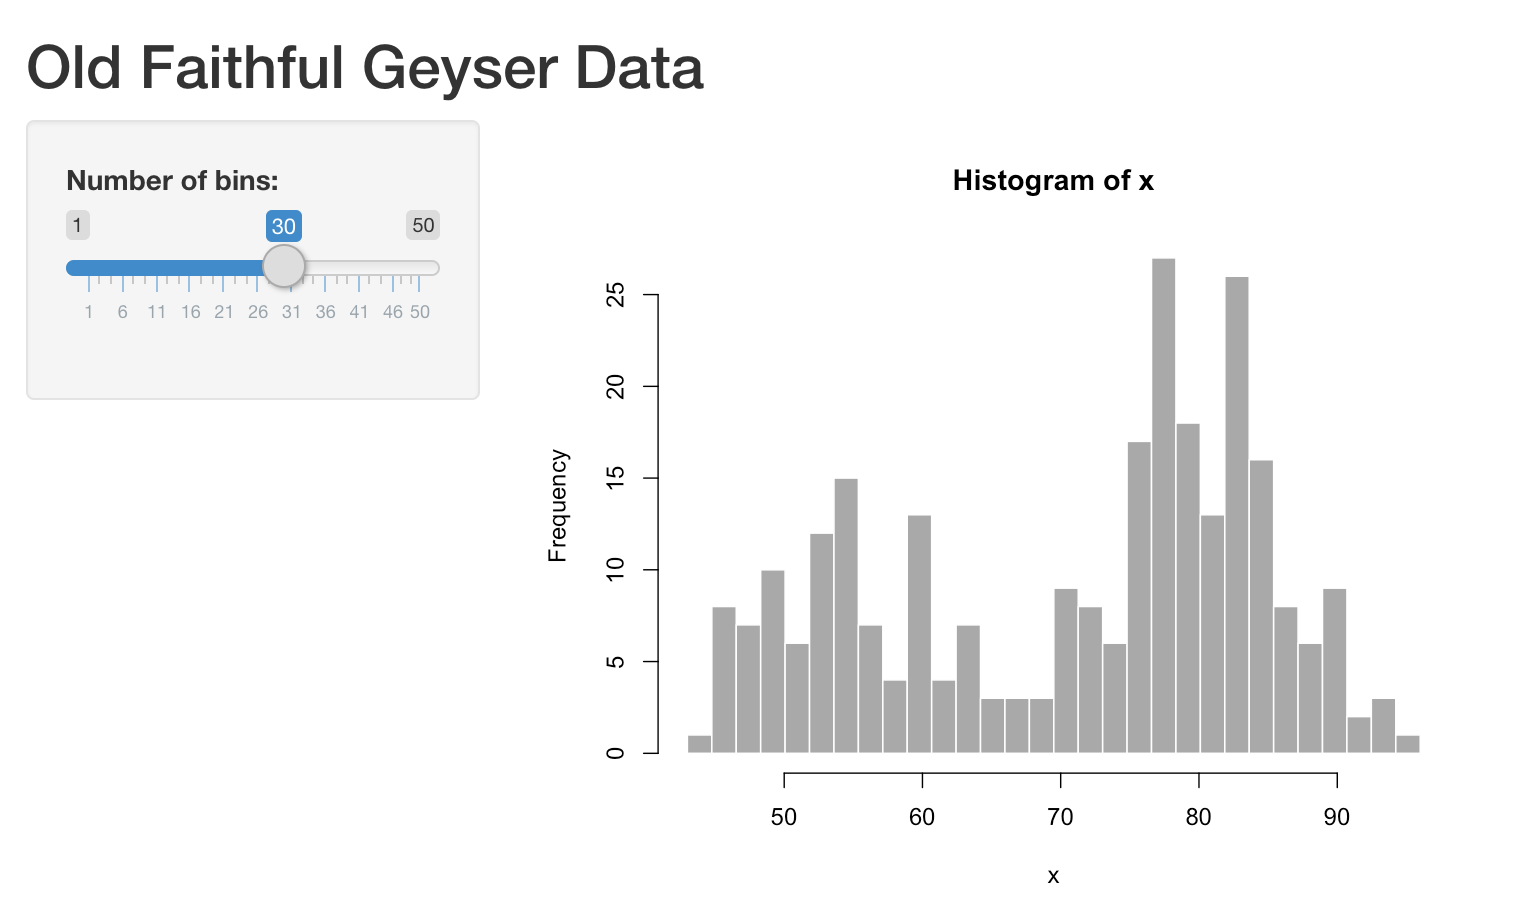 Old Faithful Geyser Data
Number of bins:
1 30 50
1 6 11 16 21 26 31 36 41 46 50
Histogram of x
Frequency
25
20
15
10
5
0
50 60 70 80 90
x